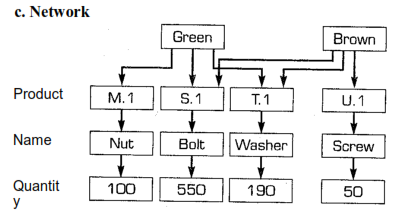 c. Network
Green Brown
Product M.1 S.1 T.1 U.1
Name Nut Bolt Washer Screw
Quantit 100 550 190 50
y